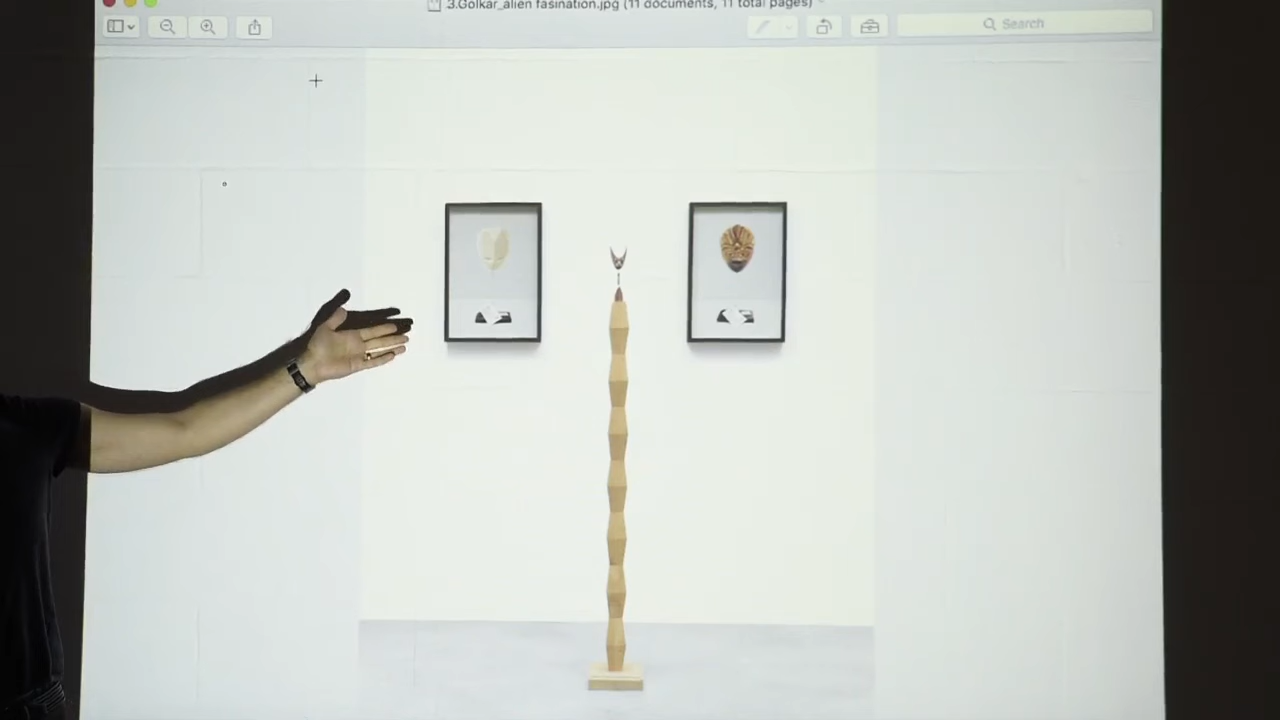 3.Golkar_alien fasination.jpg (11 documents, 11 total pages)
Search